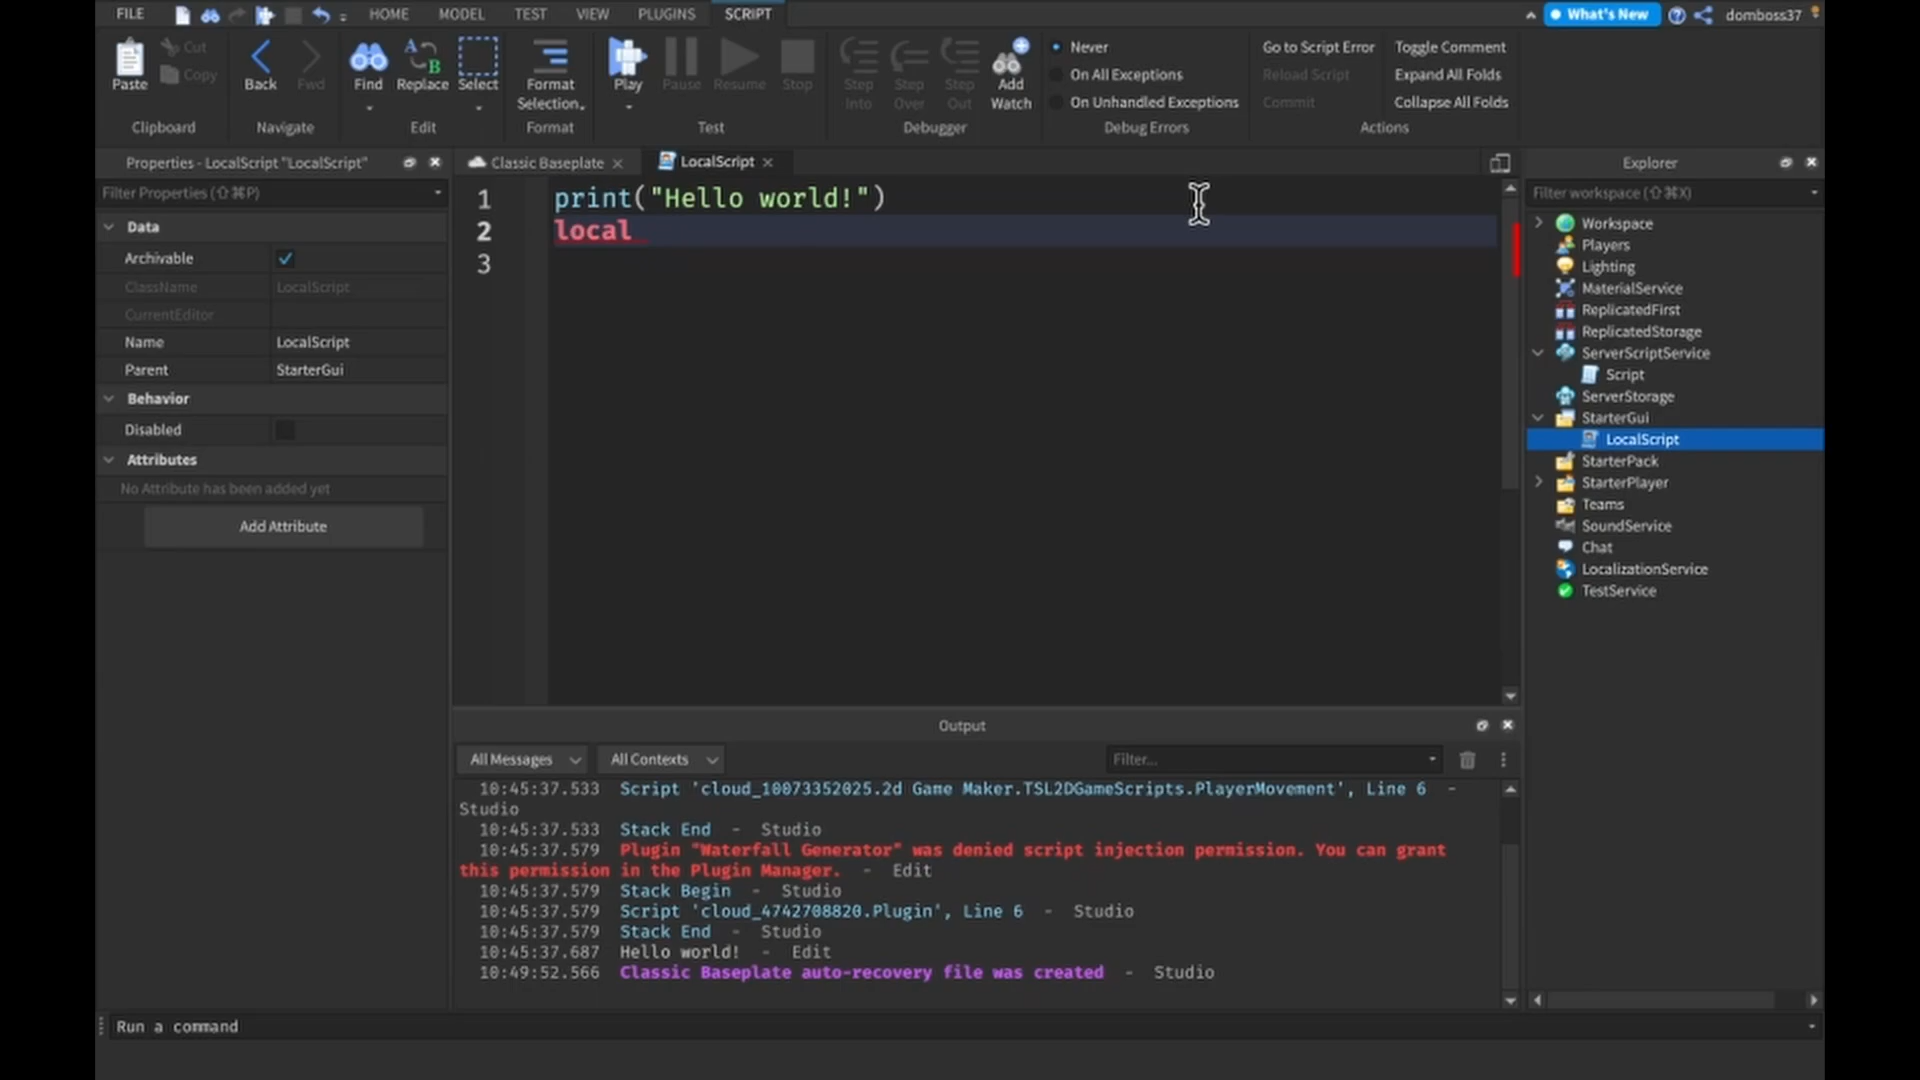 FILE HOME MODEL TEST VIEW PLUGINS SCRIPT What's New domboss37
Paste Cut Copy
Back Fwd
Find Replace Select
Format Selection
Play Pause Resume Stop
Step Into Step Over Step Out Add Watch
Never
On All Exceptions
On Unhandled Exceptions
Go to Script Error
Reload Script
Commit
Toggle Comment
Expand All Folds
Collapse All Folds
Clipboard Navigate Edit Format Test Debugger Debug Errors Actions
Properties - LocalScript "LocalScript"
Filter Properties (⇧⌘P)
Data
Archivable
ClassName LocalScript
CurrentEditor
Name LocalScript
Parent StarterGui
Behavior
Disabled
Attributes
No Attribute has been added yet
Add Attribute
Classic Baseplate × LocalScript ×
1 print("Hello world!")
2 local
3
Output
All Messages All Contexts Filter...
10:45:37.533 Script 'cloud_10073352025.2d Game Maker.TSL2DGameScripts.PlayerMovement', Line 6 -
Studio
10:45:37.533 Stack End - Studio
10:45:37.579 Plugin "Waterfall Generator" was denied script injection permission. You can grant
this permission in the Plugin Manager. - Edit
10:45:37.579 Stack Begin - Studio
10:45:37.579 Script 'cloud_4742708820.Plugin', Line 6 - Studio
10:45:37.579 Stack End - Studio
10:45:37.687 Hello world! - Edit
10:49:52.566 Classic Baseplate auto-recovery file was created - Studio
Explorer
Filter workspace (⇧⌘X)
Workspace
Players
Lighting
MaterialService
ReplicatedFirst
ReplicatedStorage
ServerScriptService
Script
ServerStorage
StarterGui
LocalScript
StarterPack
StarterPlayer
Teams
SoundService
Chat
LocalizationService
TestService
Run a command